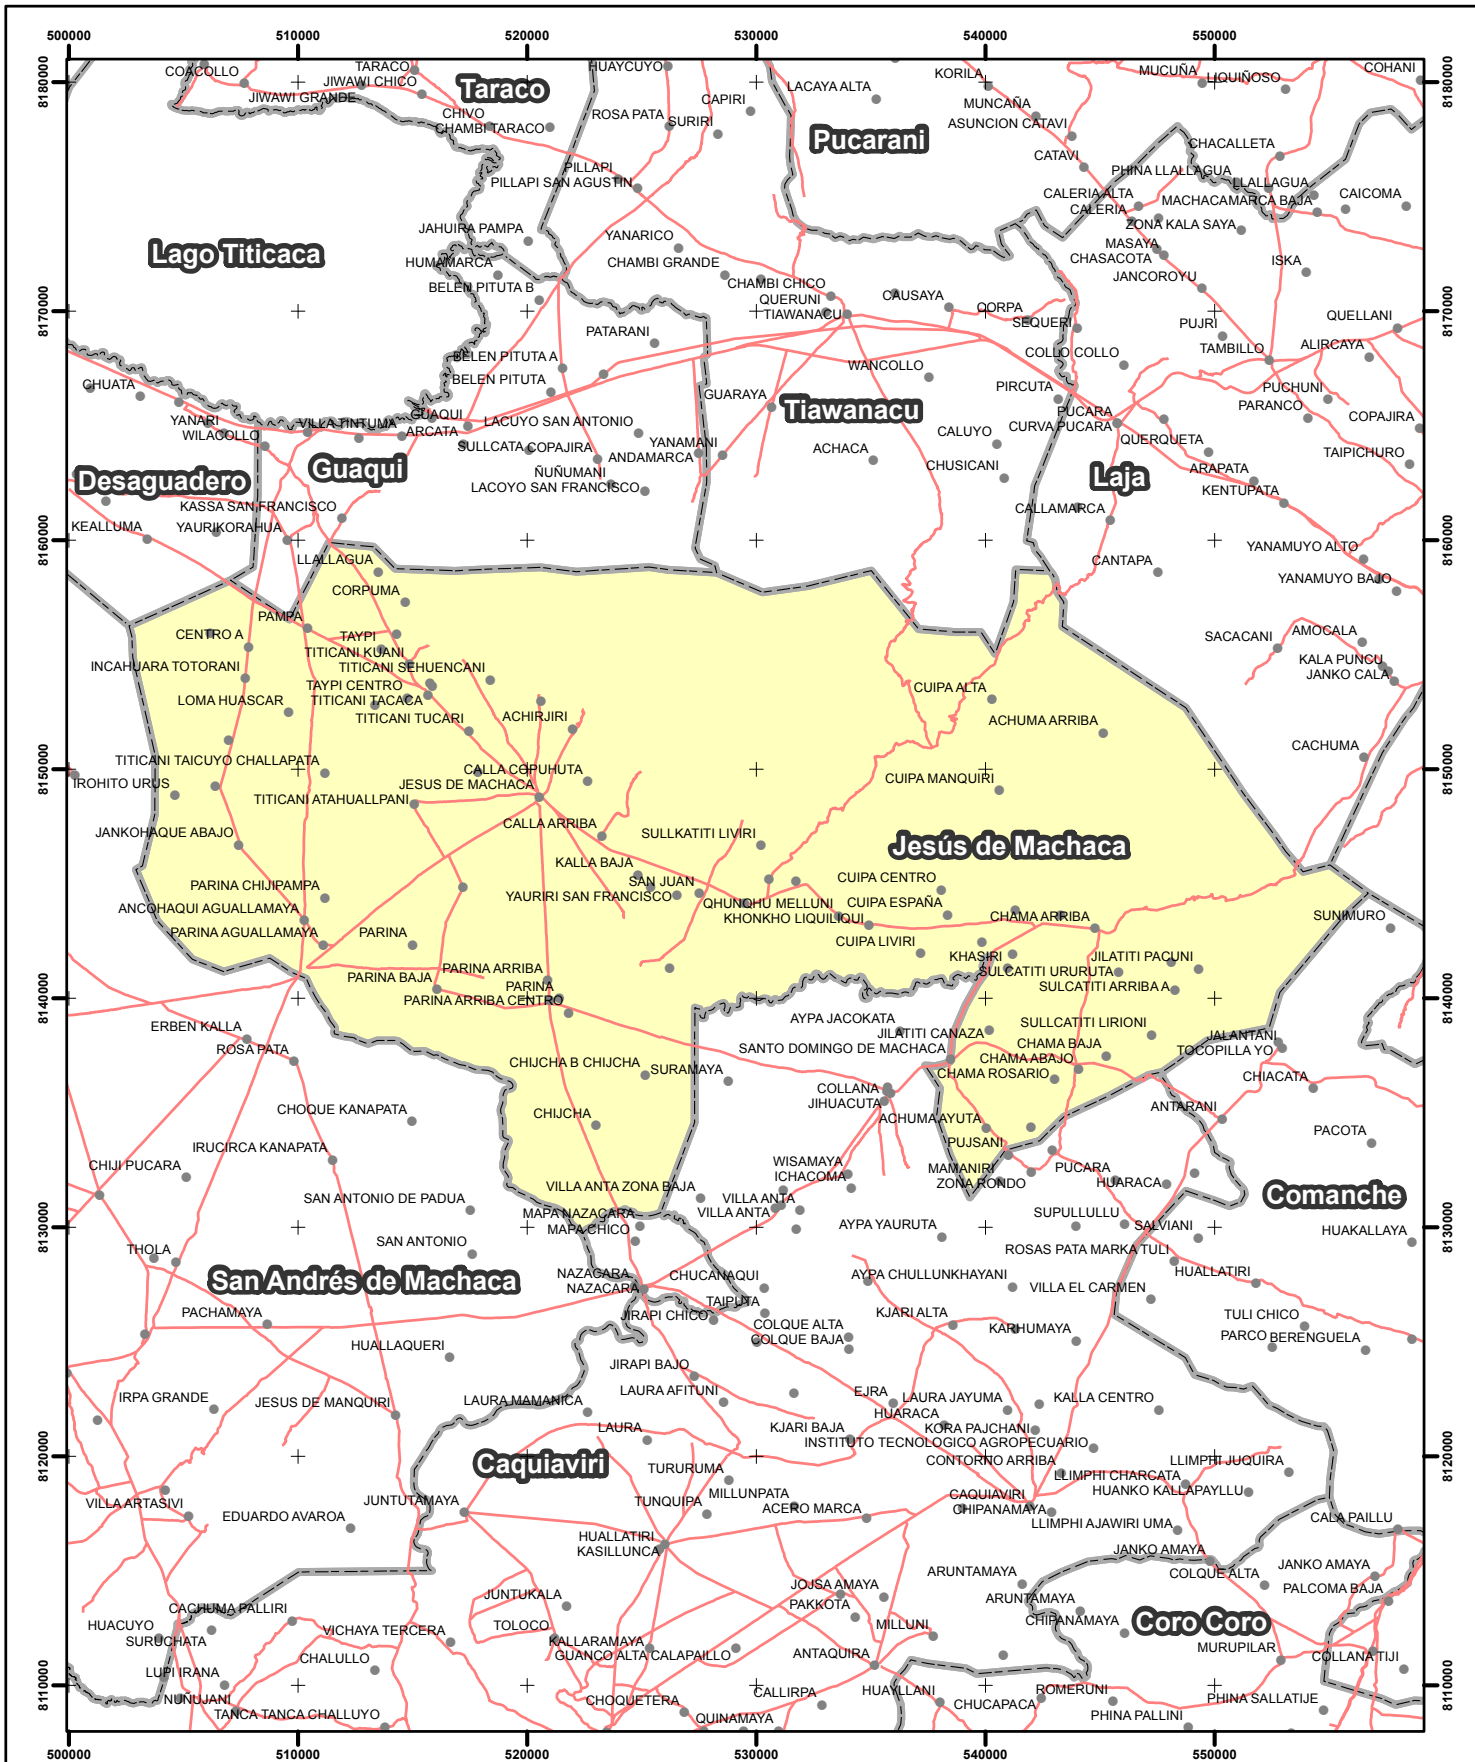 500000 510000 520000 530000 540000 550000
8180000 8180000
COACOLLO
TARACO
JIWAWI CHICO
JIWAWI GRANDE
Taraco
HUAYCUYO
CAPIRI
LACAYA ALTA
KORILA
MUCUÑA
LIQUIÑOSO
COHANI
CHIVO
CHAMBI TARACO
ROSA PATA
SURIRI
Pucarani
MUNCAÑA
ASUNCION CATAVI
CATAVI
CHACALLETA
PHINA LLALLAGUA
LLALLAGUA
PILLAPI
PILLAPI SAN AGUSTIN
CALERIA ALTA
CALERIA
MACHACAMARCA BAJA
CAICOMA
ZONA KALA SAYA
Lago Titicaca
JAHUIRA PAMPA
HUMAMARCA
BELEN PITUTA B
YANARICO
CHAMBI GRANDE
CHAMBI CHICO
QUERUNI
TIAWANACU
CAUSAYA
CORPA
SEQUERI
MASAYA
CHASACOTA
JANCOROYU
ISKA
8170000 8170000
PATARANI
PUJRI
QUELLANI
COLLO COLLO
TAMBILLO
ALIRCAYA
CHUATA
BELEN PITUTA A
BELEN PITUTA
WANCOLLO
PIRCUTA
PUCHUNI
PARANCO
COPAJIRA
YANARI
WILACOLLO
VILLA TINTUMA
GUAQUI
ARCATA
LACUYO SAN ANTONIO
SULLCATA
COPAJIRA
YANAMANI
ANDAMARCA
GUARAYA
Tiawanacu
ACHACA
CALUYO
PUCARA
CURVA PUCARA
QUERQUETA
TAIPICHURO
Desaguadero
Guaqui
ÑUÑUMANI
LACOYO SAN FRANCISCO
CHUSICANI
Laja
ARAPATA
KENTUPATA
KASSA SAN FRANCISCO
CALLAMARCA
KEALLUMA
YAURIKORAHUA
8160000 8160000
LLALLAGUA
CANTAPA
YANAMUYO ALTO
YANAMUYO BAJO
CORPUMA
PAMPA
CENTRO A
TAYPI
TITICANI KUANI
SACACANI
AMOCALA
INCAHUARA TOTORANI
TITICANI SEHUENCANI
KALA PUNCU
JANKO CALA
LOMA HUASCAR
TAYPI CENTRO
TITICANI TACACA
TITICANI TUCARI
ACHIRJIRI
CUIPA ALTA
ACHUMA ARRIBA
TITICANI TAICUYO CHALLAPATA
CALLA COPUHUTA
CACHUMA
8150000 8150000
IROHITO URUS
JESUS DE MACHACA
TITICANI ATAHUALLPANI
CUIPA MANQUIRI
JANKOHAQUE ABAJO
CALLA ARRIBA
SULLKATITI LIVIRI
Jesús de Machaca
KALLA BAJA
SAN JUAN
YAURIRI SAN FRANCISCO
CUIPA CENTRO
PARINA CHIJIPAMPA
QHUNQHU MELLUNI
CUIPA ESPAÑA
ANCOHAQUI AGUALLAMAYA
KHONKHO LIQUILIQUI
CHAMA ARRIBA
SUNIMURO
PARINA AGUALLAMAYA
PARINA
CUIPA LIVIRI
PARINA BAJA
PARINA ARRIBA
PARINA
PARINA ARRIBA CENTRO
KHASIRI
SULCATITI URURUTA
JILATITI PACUNI
SULCATITI ARRIBA A
8140000 8140000
ERBEN KALLA
ROSA PATA
AYPA JACOKATA
JILATITI CANAZA
SANTO DOMINGO DE MACHACA
SULLCATITI LIRIONI
CHAMA BAJA
CHAMA ABAJO
CHAMA ROSARIO
JALANTANI
TOCOPILLA YO
CHIACATA
CHIJCHA B CHIJCHA
SURAMAYA
COLLANA
JIHUACUTA
CHOQUE KANAPATA
CHIJCHA
ACHUMA AYUTA
ANTARANI
PACOTA
IRUCIRCA KANAPATA
PUJSANI
CHIJI PUCARA
WISAMAYA
ICHACOMA
MAMANIRI
ZONA RONDO
PUCARA
HUARACA
Comanche
SAN ANTONIO DE PADUA
VILLA ANTA ZONA BAJA
VILLA ANTA
VILLA ANTA
MAPA NAZACARA
MAPA CHICO
AYPA YAURUTA
SUPULLULLU
SALVIANI
HUAKALLAYA
8130000 8130000
THOLA
SAN ANTONIO
ROSAS PATA MARKA TULI
San Andrés de Machaca
NAZACARA
NAZACARA
CHUCANAQUI
AYPA CHULLUNKHAYANI
VILLA EL CARMEN
HUALLATIRI
PACHAMAYA
TAIPUTA
JIRAPI CHICO
COLQUE ALTA
COLQUE BAJA
KJARI ALTA
KARHUMAYA
TULI CHICO
PARCO
BERENGUELA
HUALLAQUERI
JIRAPI BAJO
LAURA AFITUNI
IRPA GRANDE
JESUS DE MANQUIRI
LAURA MAMANICA
LAURA
EJRA
HUARACA
LAURA JAYUMA
KALLA CENTRO
KJARI BAJA
KORA PAJCHANI
INSTITUTO TECNOLOGICO AGROPECUARIO
8120000 8120000
Caquiaviri
TURURUMA
CONTORNO ARRIBA
LLIMPHI JUQUIRA
LLIMPHI CHARCATA
HUANKO KALLAPAYLLU
VILLA ARTASIVI
JUNTUTAMAYA
TUNQUIPA
MILLUNPATA
ACERO MARCA
CAQUIAVIRI
CHIPANAMAYA
EDUARDO AVAROA
LLIMPHI AJAWIRI UMA
CALA PAILLU
HUALLATIRI
KASILLUNCA
JANKO AMAYA
COLQUE ALTA
JANKO AMAYA
PALCOMA BAJA
JUNTUKALA
JOJSA AMAYA
PAKKOTA
ARUNTAMAYA
ARUNTAMAYA
CHIPANAMAYA
Coro Coro
HUACUYO
SURUCHATA
CACHUMA PALLIRI
VICHAYA TERCERA
TOLOCO
KALLARAMAYA
GUANCO ALTA CALAPAILLO
MILLUNI
ANTAQUIRA
MURUPILAR
COLLANA TIJI
LUPI IRANA
CHALULLO
8110000 8110000
NUÑUJANI
TANCA TANCA CHALLUYO
CHOQUETERA
QUINAMAYA
CALLIRPA
HUAYLLANI
CHUCAPACA
ROMERUNI
PHINA PALLINI
PHINA SALLATIJE
500000 510000 520000 530000 540000 550000